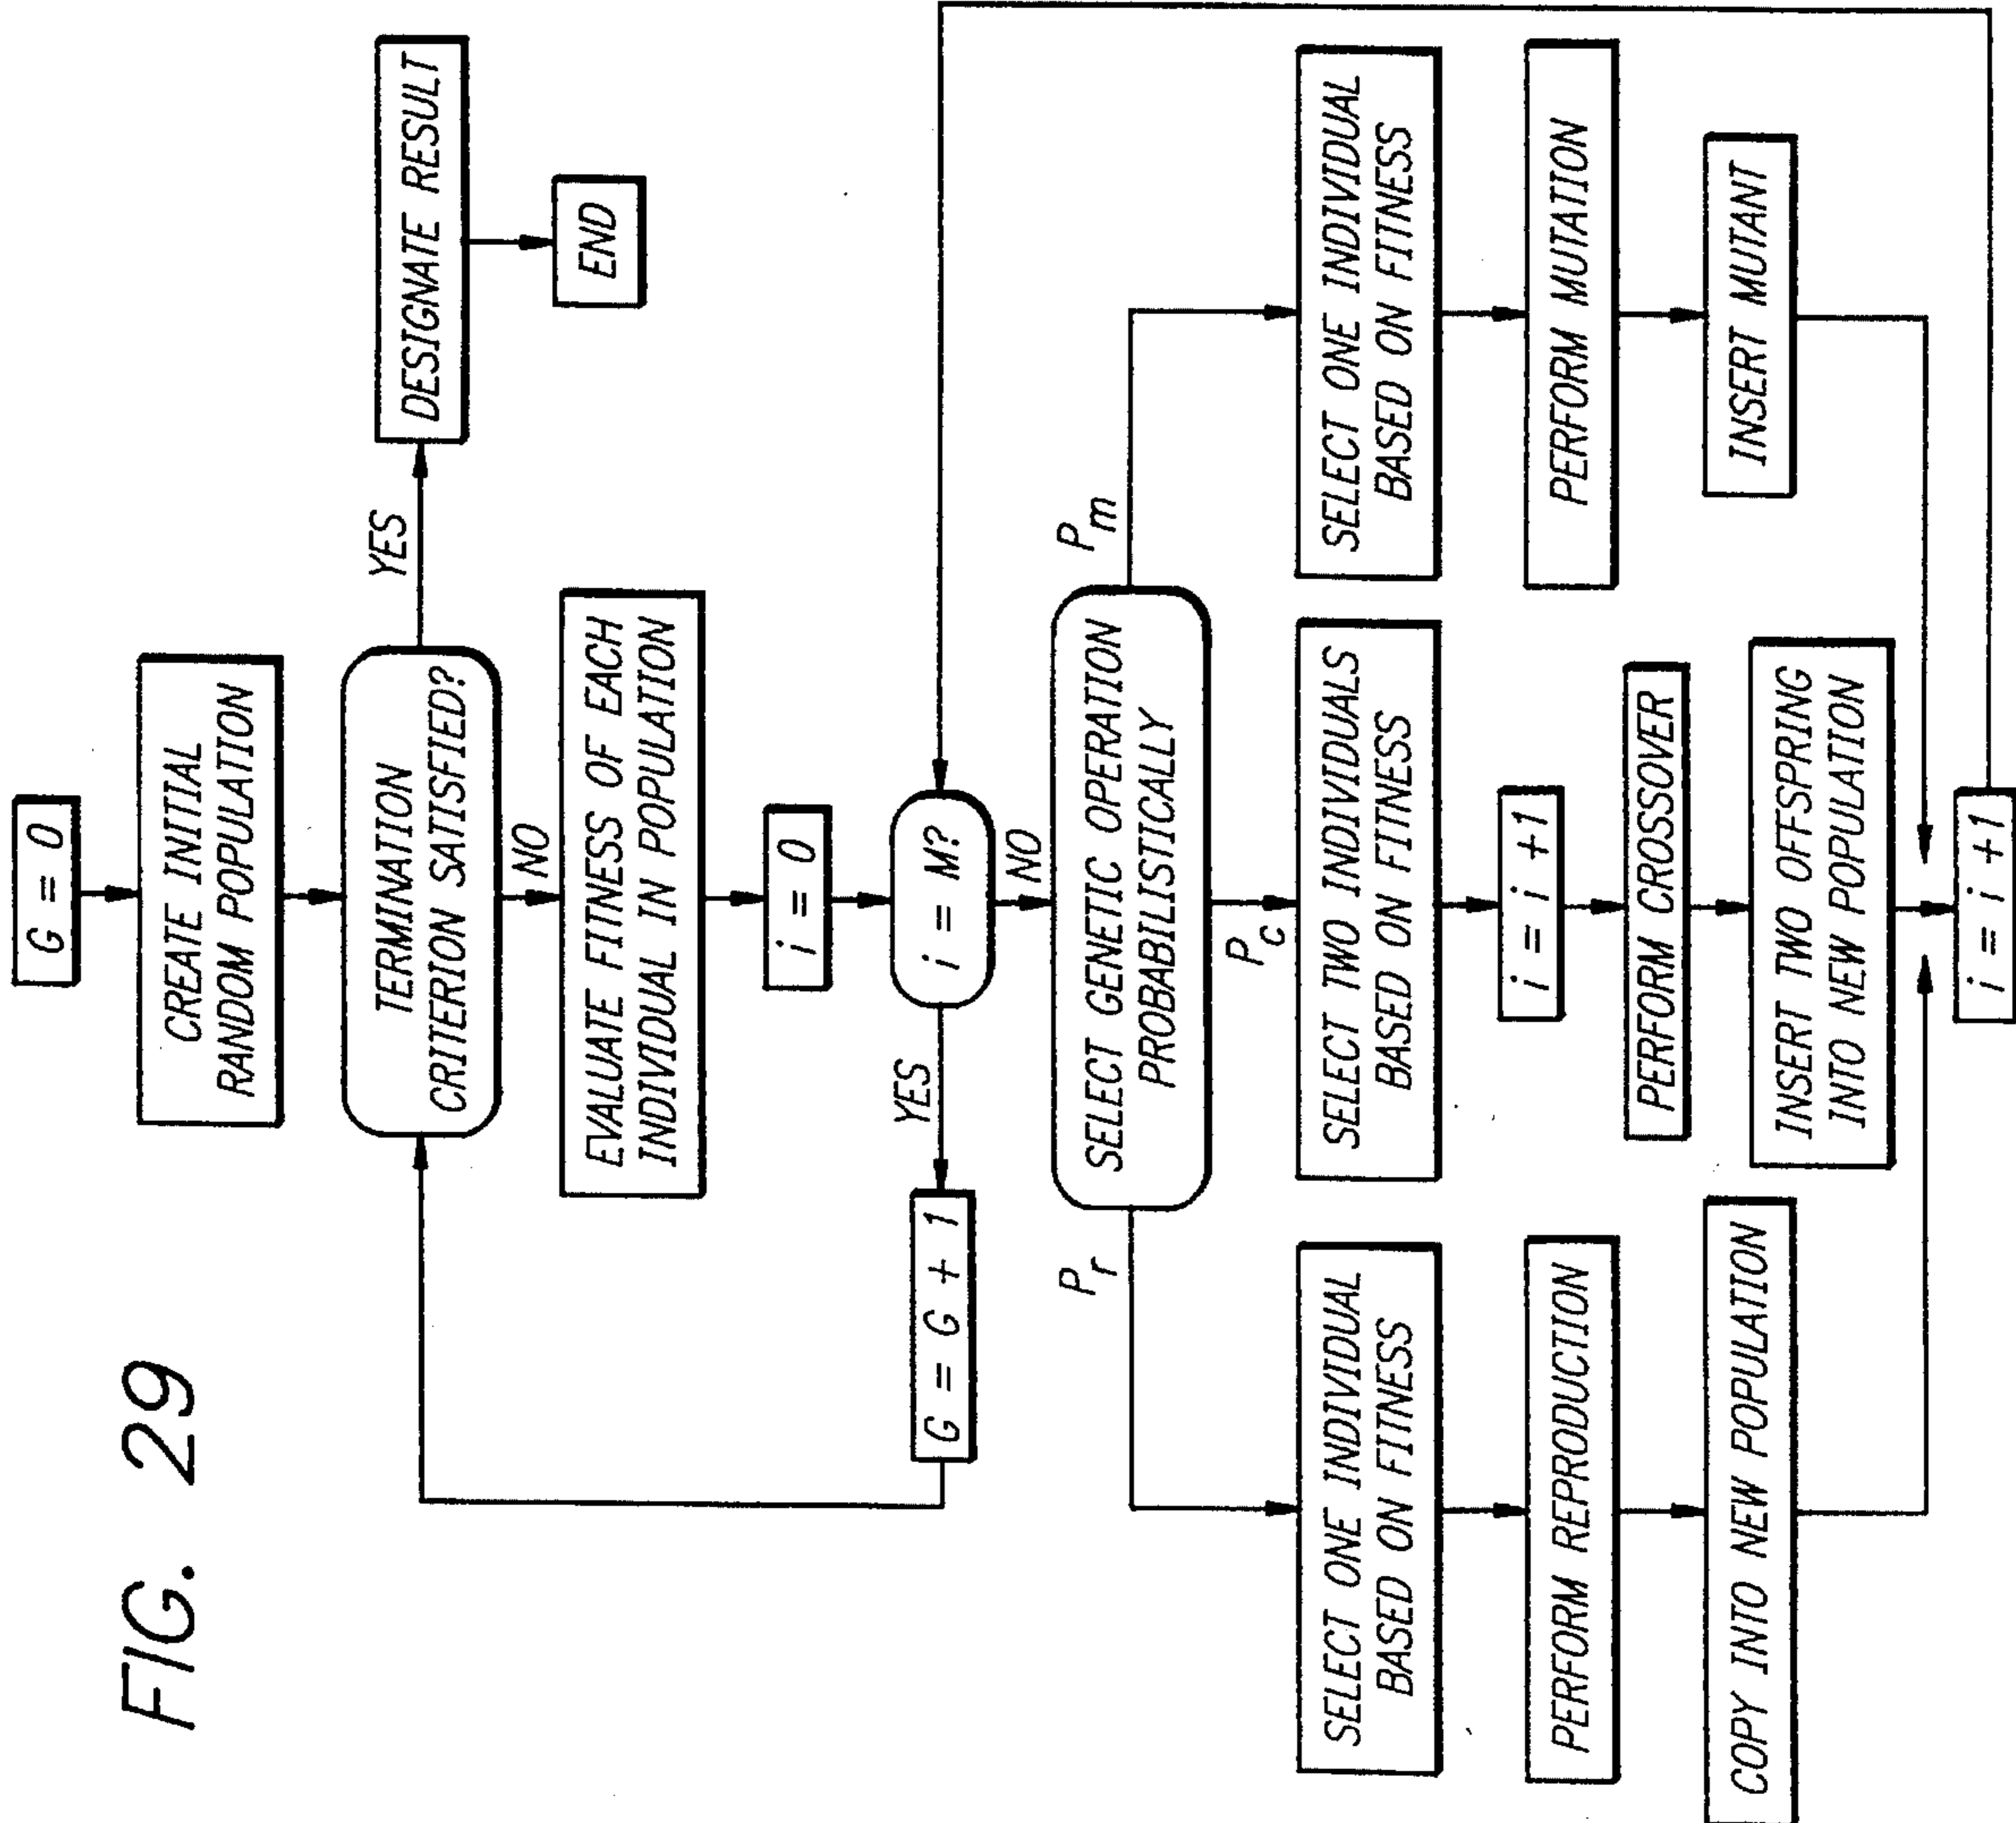 FIG. 29
G = 0
CREATE INITIAL
RANDOM POPULATION
TERMINATION
CRITERION SATISFIED?
YES
DESIGNATE RESULT
END
NO
EVALUATE FITNESS OF EACH
INDIVIDUAL IN POPULATION
i = 0
i = M?
YES
G = G + 1
NO
SELECT GENETIC OPERATION
PROBABILISTICALLY
Pr
SELECT ONE INDIVIDUAL
BASED ON FITNESS
PERFORM REPRODUCTION
COPY INTO NEW POPULATION
Pc
SELECT TWO INDIVIDUALS
BASED ON FITNESS
i = i +1
PERFORM CROSSOVER
INSERT TWO OFFSPRING
INTO NEW POPULATION
Pm
SELECT ONE INDIVIDUAL
BASED ON FITNESS
PERFORM MUTATION
INSERT MUTANT
i = i +1